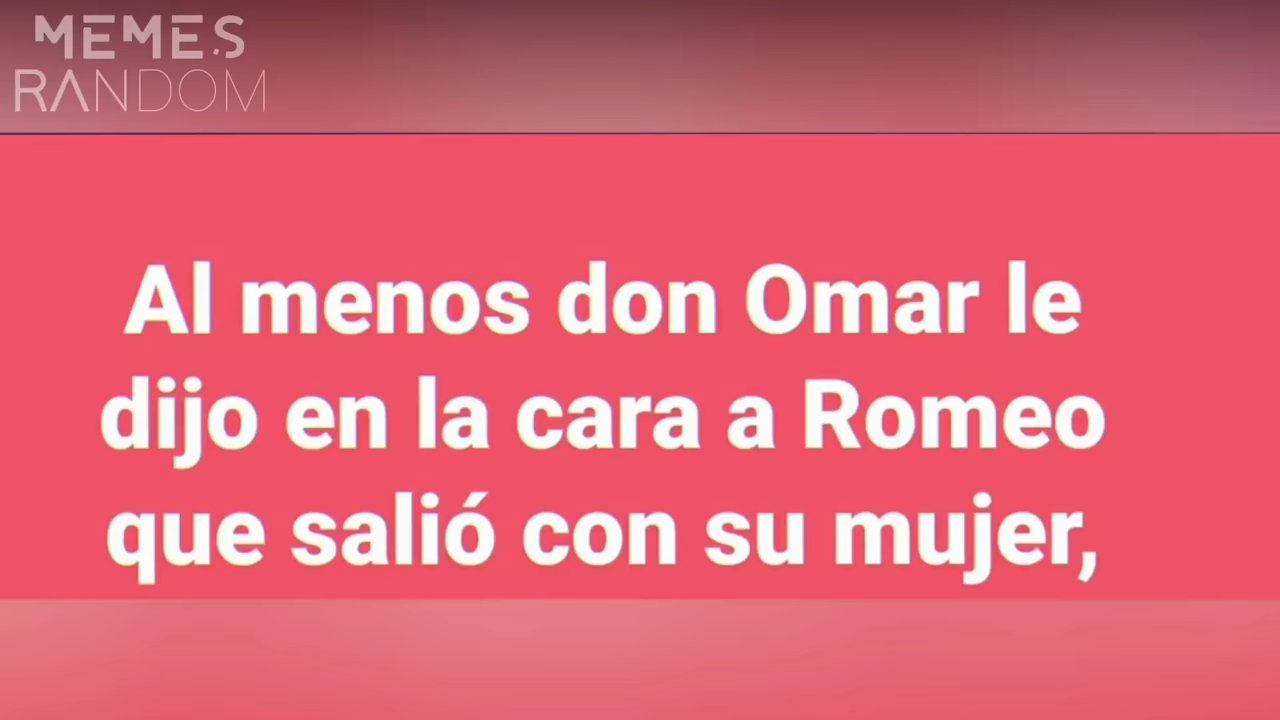 MEMES
RANDOM
Al menos don Omar le
dijo en la cara a Romeo
que salió con su mujer,